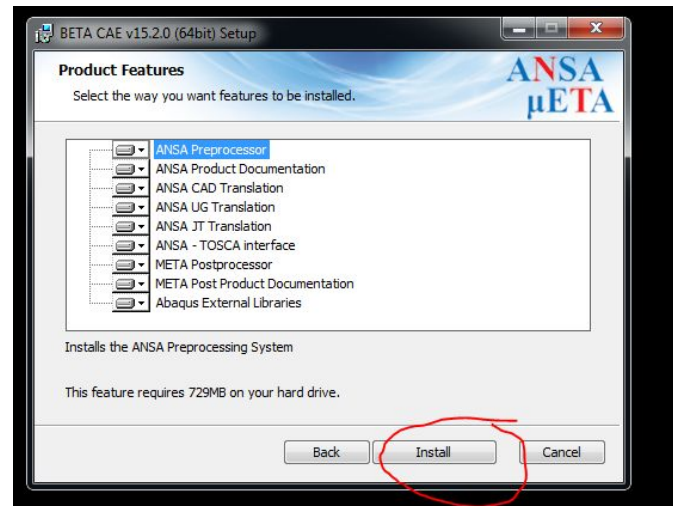 BETA CAE v15.2.0 (64bit) Setup
Product Features
Select the way you want features to be installed.
ANSA
µETA
ANSA Preprocessor
ANSA Product Documentation
ANSA CAD Translation
ANSA UG Translation
ANSA JT Translation
ANSA - TOSCA interface
META Postprocessor
META Post Product Documentation
Abaqus External Libraries
Installs the ANSA Preprocessing System
This feature requires 729MB on your hard drive.
Back Install Cancel